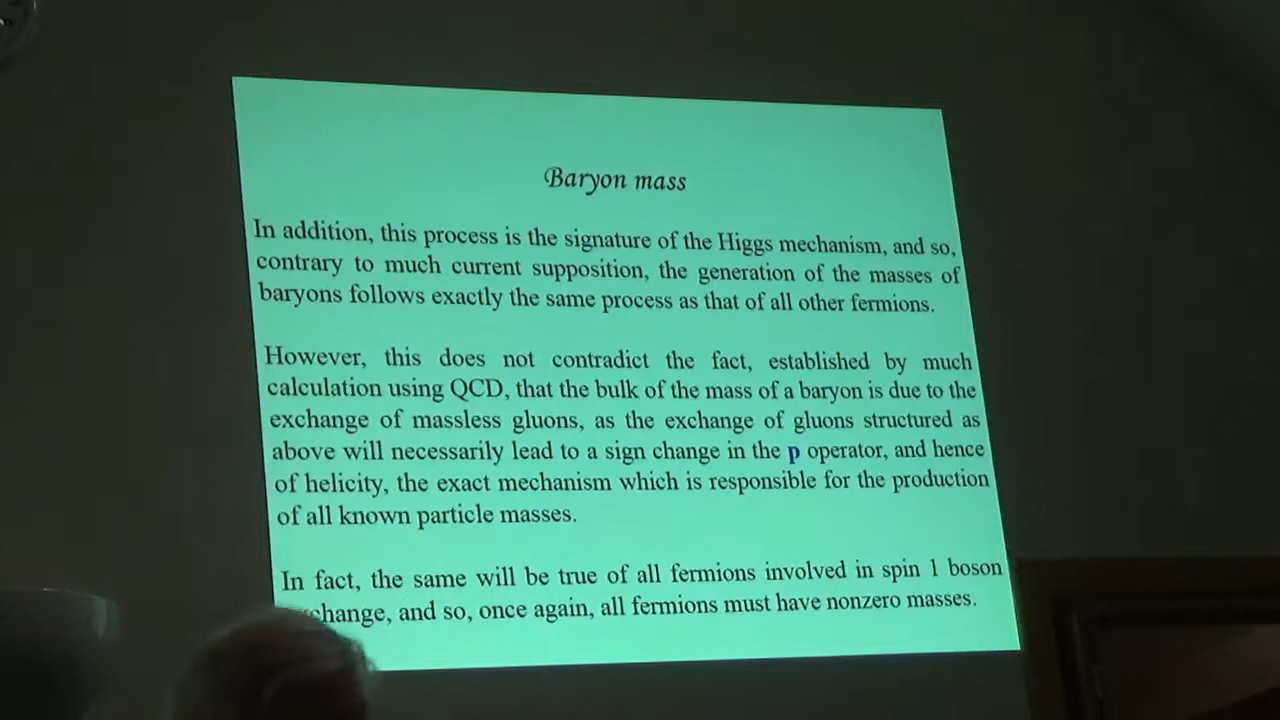 Baryon mass
In addition, this process is the signature of the Higgs mechanism, and so,
contrary to much current supposition, the generation of the masses of
baryons follows exactly the same process as that of all other fermions.
However, this does not contradict the fact, established by much
calculation using QCD, that the bulk of the mass of a baryon is due to the
exchange of massless gluons, as the exchange of gluons structured as
above will necessarily lead to a sign change in the p operator, and hence
of helicity, the exact mechanism which is responsible for the production
of all known particle masses.
In fact, the same will be true of all fermions involved in spin 1 boson
change, and so, once again, all fermions must have nonzero masses.